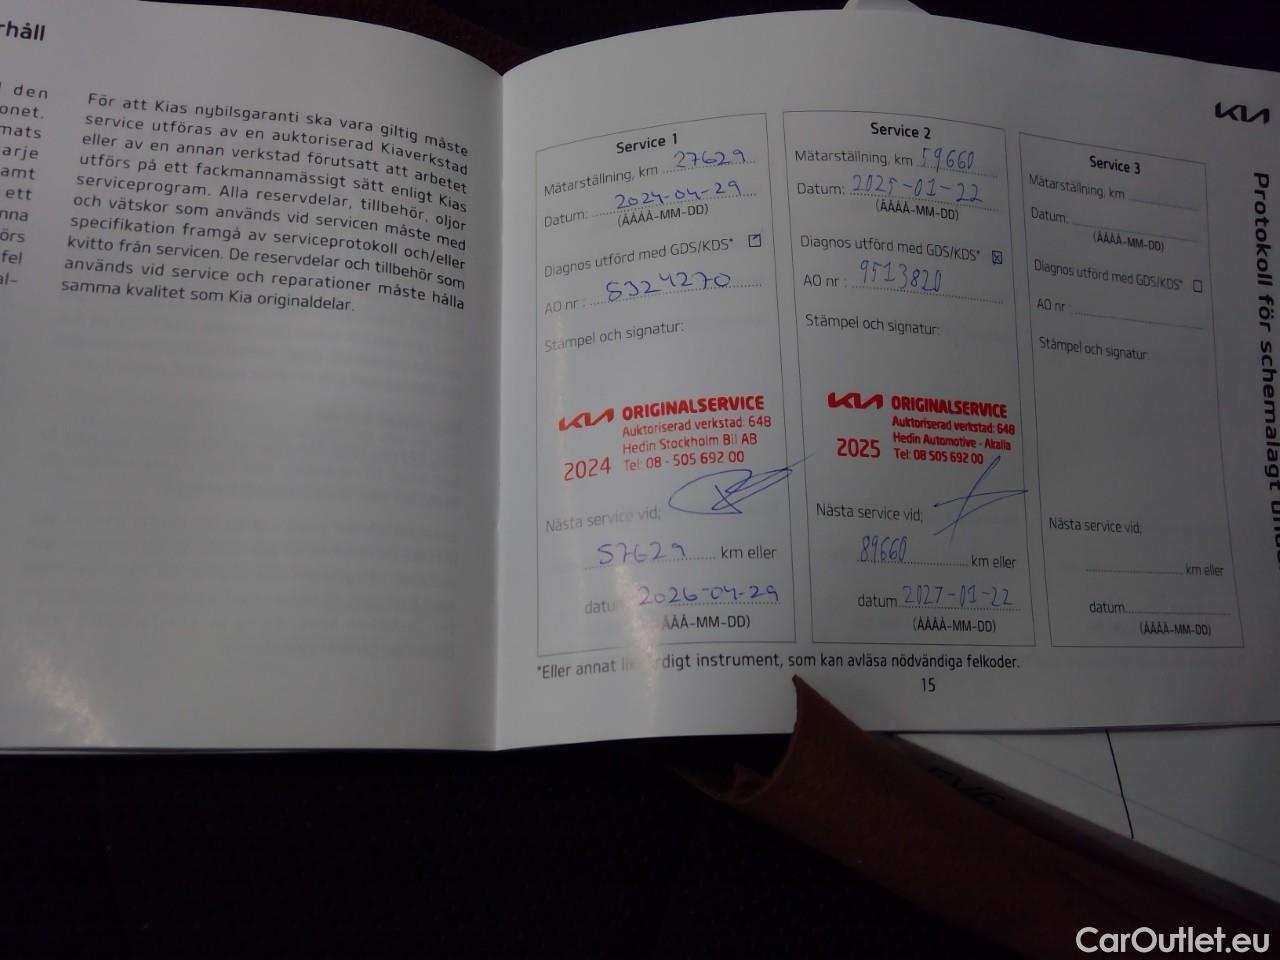 rhåll
den
onet.
mats
arje
amt
ett
nna
örs
fel
al-
För att Kias nybilsgaranti ska vara giltig måste
service utföras av en auktoriserad Kiaverkstad
eller av en annan verkstad förutsatt att arbetet
utförs på ett fackmannamässigt sätt enligt Kias
serviceprogram. Alla reservdelar, tillbehör, oljor
och vätskor som används vid servicen måste med
specifikation framgå av serviceprotokoll och/eller
kvitto från servicen. De reservdelar och tillbehör som
används vid service och reparationer måste hålla
samma kvalitet som Kia originaldelar.
KIA
Protokoll för schemalagt unde
Service 1
Mätarställning, km 27629
Datum: 2024-04-29
(ÅÅÅÅ-MM-DD)
Diagnos utförd med GDS/KDS*
AO nr : 5324270
Stämpel och signatur:
KIA ORIGINALSERVICE
Auktoriserad verkstad: 648
Hedin Stockholm Bil AB
2024 Tel: 08 - 505 692 00
Nästa service vid;
57629 km eller
datu 2026-04-29
(ÅÅÅÅ-MM-DD)
Service 2
Mätarställning, km 59660
Datum: 2025-01-22
(ÅÅÅÅ-MM-DD)
Diagnos utförd med GDS/KDS*
AO nr : 9513820
Stämpel och signatur:
KIA ORIGINALSERVICE
Auktoriserad verkstad: 648
Hedin Automotive - Akalla
2025 Tel: 08 505 692 00
Nästa service vid;
89660 km eller
datum 2027-01-22
(ÅÅÅÅ-MM-DD)
Service 3
Mätarställning, km
Datum:
(ÅÅÅÅ-MM-DD)
Diagnos utförd med GDS/KDS*
AO nr :
Stämpel och signatur:
Nästa service vid;
km eller
datum
(ÅÅÅÅ-MM-DD)
*Eller annat likvärdigt instrument, som kan avläsa nödvändiga felkoder.
15
EV6
CarOutlet.eu